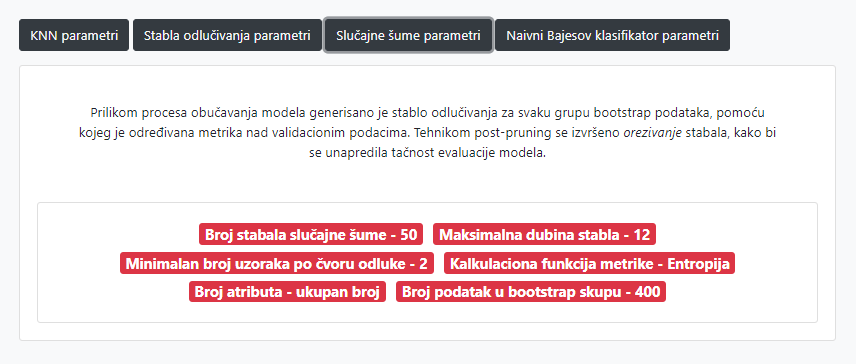 KNN parametri Stabla odlučivanja parametri Slučajne šume parametri Naivni Bajesov klasifikator parametri
Prilikom procesa obučavanja modela generisano je stablo odlučivanja za svaku grupu bootstrap podataka, pomoću
kojeg je određivana metrika nad validacionim podacima. Tehnikom post-pruning se izvršeno orezivanje stabala, kako bi
se unapredila tačnost evaluacije modela.
Broj stabala slučajne šume - 50 Maksimalna dubina stabla - 12
Minimalan broj uzoraka po čvoru odluke - 2 Kalkulaciona funkcija metrike - Entropija
Broj atributa - ukupan broj Broj podatak u bootstrap skupu - 400